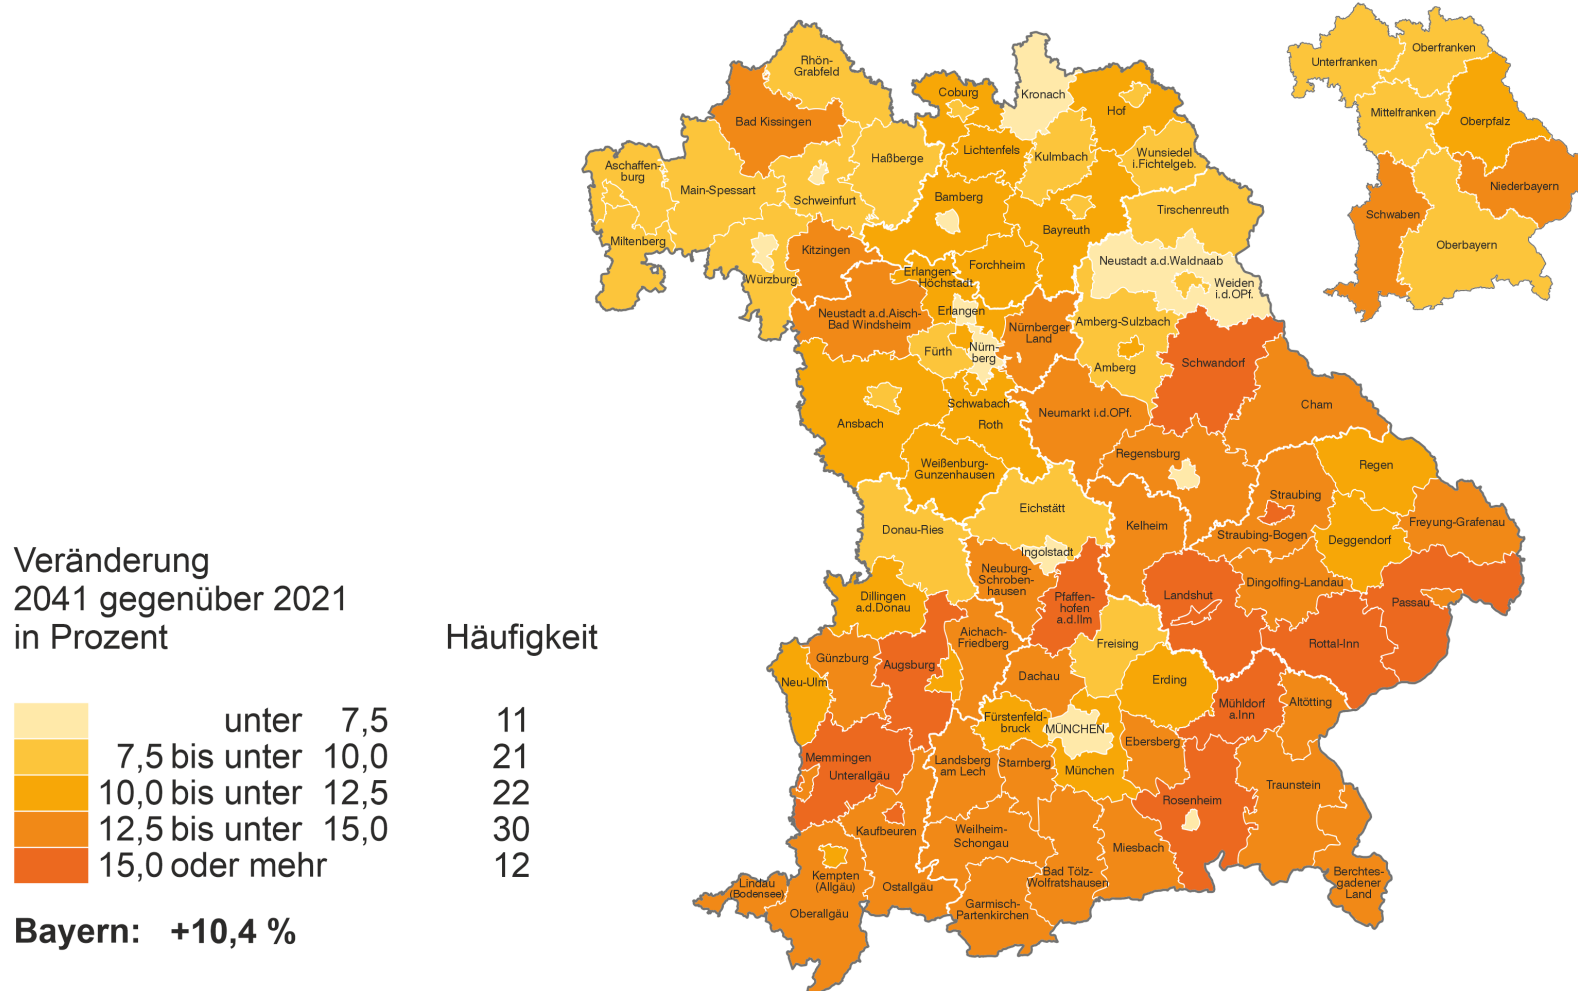 Veränderung
2041 gegenüber 2021
in Prozent
Häufigkeit
unter 7,5 11
7,5 bis unter 10,0 21
10,0 bis unter 12,5 22
12,5 bis unter 15,0 30
15,0 oder mehr 12
Bayern: +10,4 %
Rhön-
Grabfeld
Bad Kissingen
Coburg
Kronach
Hof
Lichtenfels
Kulmbach
Wunsiedel
i.Fichtelgeb.
Haßberge
Aschaffen-
burg
Main-Spessart
Schweinfurt
Bamberg
Bayreuth
Tirschenreuth
Miltenberg
Würzburg
Kitzingen
Forchheim
Erlangen-
Höchstadt
Neustadt a.d.Waldnaab
Weiden
i.d.OPf.
Neustadt a.d.Aisch-
Bad Windsheim
Erlangen
Nürnberger
Land
Amberg-Sulzbach
Fürth
Nürn-
berg
Amberg
Schwandorf
Schwabach
Ansbach
Roth
Neumarkt i.d.OPf.
Cham
Weißenburg-
Gunzenhausen
Regensburg
Regen
Eichstätt
Straubing
Donau-Ries
Kelheim
Straubing-Bogen
Deggendorf
Freyung-Grafenau
Ingolstadt
Neuburg-
Schroben-
hausen
Dillingen
a.d.Donau
Pfaffen-
hofen
a.d.Ilm
Landshut
Dingolfing-Landau
Passau
Aichach-
Friedberg
Freising
Rottal-Inn
Günzburg
Augsburg
Neu-Ulm
Dachau
Erding
Mühldorf
a.Inn
Altötting
Fürstenfeld-
bruck
MÜNCHEN
Ebersberg
Memmingen
Unterallgäu
Landsberg
am Lech
Starnberg
München
Traunstein
Rosenheim
Kaufbeuren
Weilheim-
Schongau
Miesbach
Kempten
(Allgäu)
Lindau
(Bodensee)
Ostallgäu
Bad Tölz-
Wolfratshausen
Berchtes-
gadener
Land
Oberallgäu
Garmisch-
Partenkirchen
Unterfranken
Oberfranken
Mittelfranken
Oberpfalz
Niederbayern
Schwaben
Oberbayern